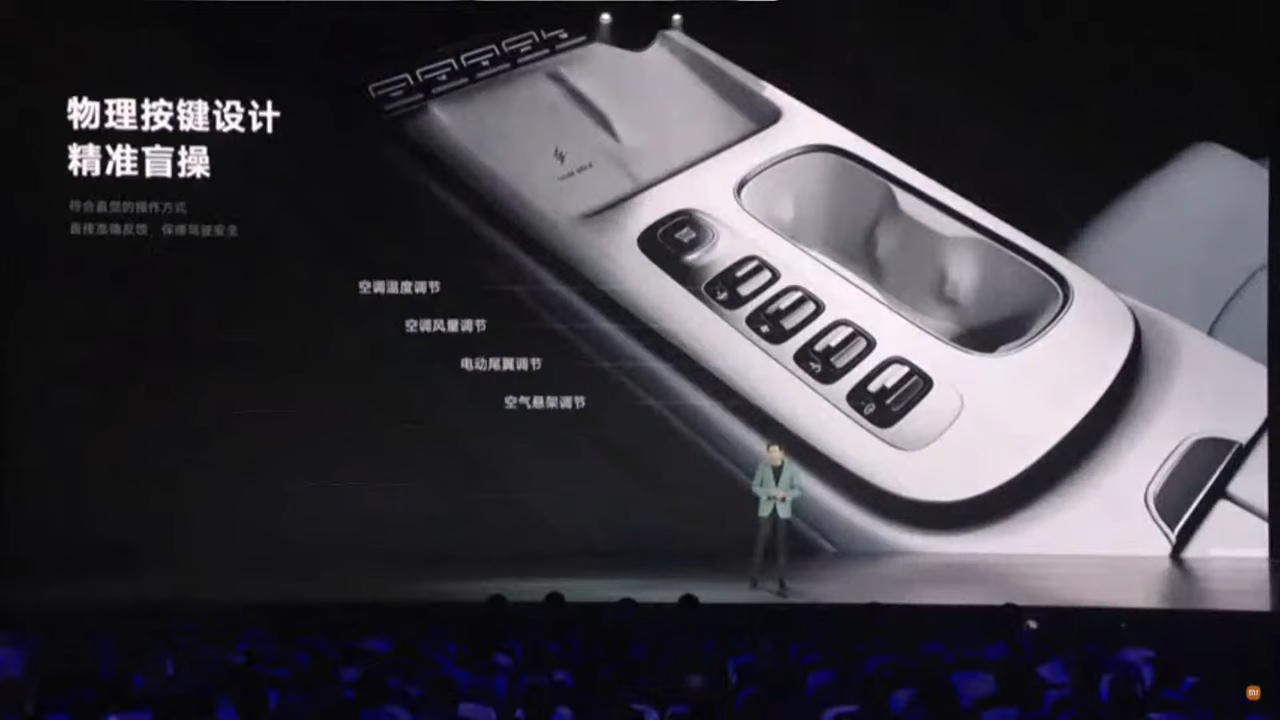 物理按键设计
精准盲操
符合直觉的操作方式
直接准确反馈，保障驾驶安全
空调温度调节
空调风量调节
电动尾翼调节
空气悬架调节
mi